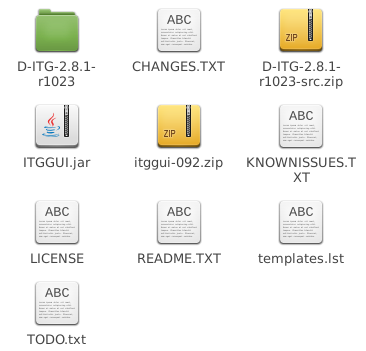 ABC
D-ITG-2.8.1-
r1023
CHANGES.TXT
ZIP
D-ITG-2.8.1-
r1023-src.zip
ITGGUI.jar
ZIP
itggui-092.zip
ABC
KNOWNISSUES.T
XT
ABC
LICENSE
ABC
README.TXT
ABC
templates.lst
ABC
TODO.txt